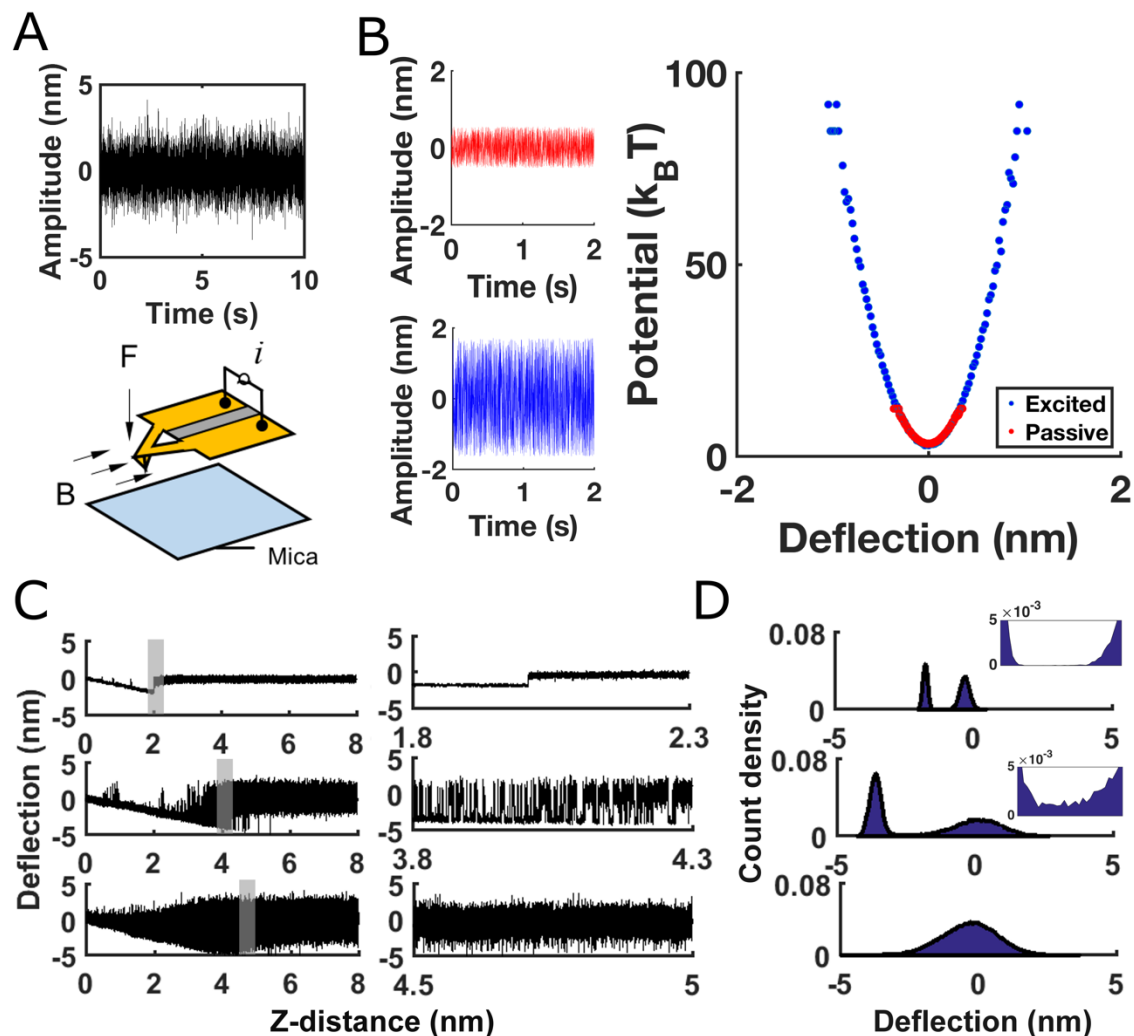 A
Amplitude (nm)
5
0
-5
0 5 10
Time (s)
F
i
B
Mica
B
Amplitude (nm)
2
0
-2
0 1 2
Time (s)
Amplitude (nm)
2
0
-2
0 1 2
Time (s)
Potential (k_BT)
100
50
0
-2 0 2
Deflection (nm)
Excited
Passive
C
Deflection (nm)
5
0
-5
0 2 4 6 8
5
0
-5
1.8 2.3
5
0
-5
0 2 4 6 8
5
0
-5
3.8 4.3
5
0
-5
0 2 4 6 8
5
0
-5
4.5 5
Z-distance (nm)
D
Count density
0.08
0
-5 0 5
5 ×10⁻³
0
0.08
0
-5 0 5
5 ×10⁻³
0
0.08
0
-5 0 5
Deflection (nm)